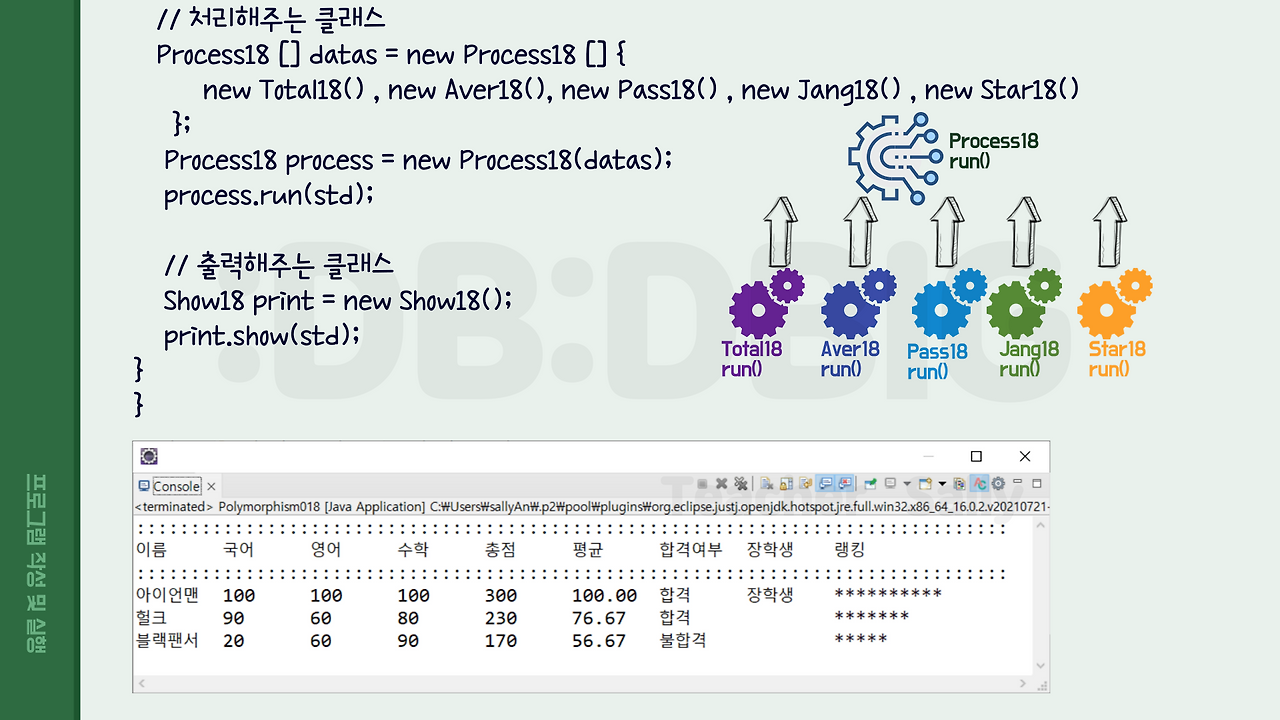 // 처리해주는 클래스
Process18 [] datas = new Process18 [] {
new Total18() , new Aver18(), new Pass18() , new Jang18() , new Star18()
};
Process18 process = new Process18(datas);
process.run(std);
Process18
run()
// 출력해주는 클래스
Show18 print = new Show18();
print.show(std);
}
}
Total18
run()
Aver18
run()
Pass18
run()
Jang18
run()
Star18
run()
:DB:DBIG
프로그램 작성 및 실행
Console
<terminated> Polymorphism018 [Java Application] C:₩Users₩sallyAn₩.p2₩pool₩plugins₩org.eclipse.justj.openjdk.hotspot.jre.full.win32.x86_64_16.0.2.v20210721-
::::::::::::::::::::::::::::::::::::::::::::::::::::::::::::
이름 국어 영어 수학 총점 평균 합격여부 장학생 랭킹
::::::::::::::::::::::::::::::::::::::::::::::::::::::::::::
아이언맨 100 100 100 300 100.00 합격 장학생 **********
헐크 90 60 80 230 76.67 합격 *******
블랙팬서 20 60 90 170 56.67 불합격 *****